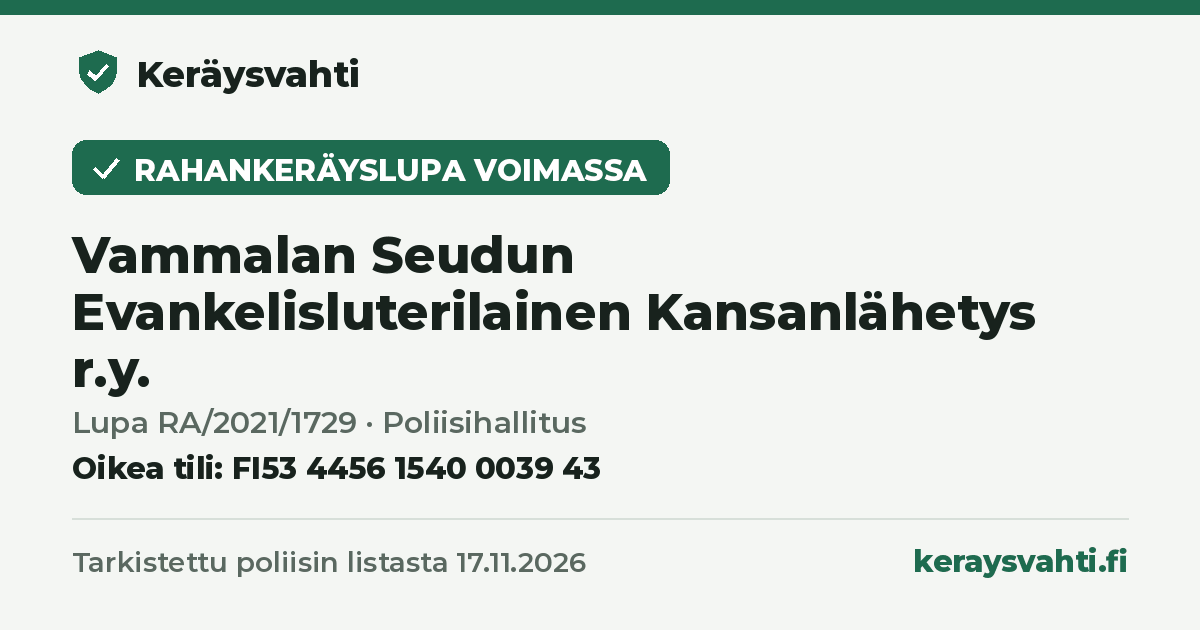 Keräysvahti
RAHANKERÄYSLUPA VOIMASSA
Vammalan Seudun
Evankelisluterilainen Kansanlähetys
r.y.
Lupa RA/2021/1729 · Poliisihallitus
Oikea tili: FI53 4456 1540 0039 43
Tarkistettu poliisin listasta 17.11.2026
keraysvahti.fi